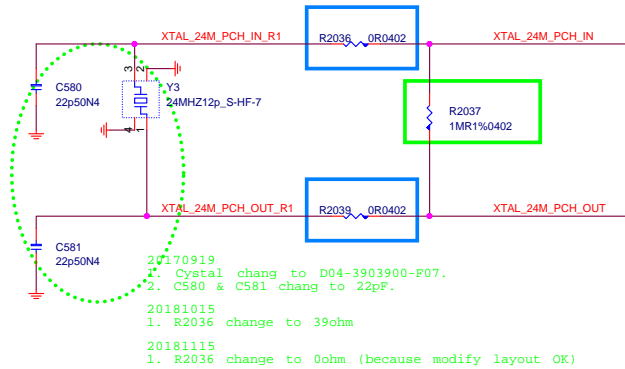 XTAL_24M_PCH_IN_R1 R2036 0R0402 XTAL_24M_PCH_IN
3 2
C580 Y3
22p50N4 24MHZ12p_S-HF-7
R2037
1MR1%0402
4 1
XTAL_24M_PCH_OUT_R1 R2039 0R0402 XTAL_24M_PCH_OUT
C581
22p50N4
20170919
1. Cystal chang to D04-3903900-F07.
2. C580 & C581 chang to 22pF.
20181015
1. R2036 change to 39ohm
20181115
1. R2036 change to 0ohm (because modify layout OK)